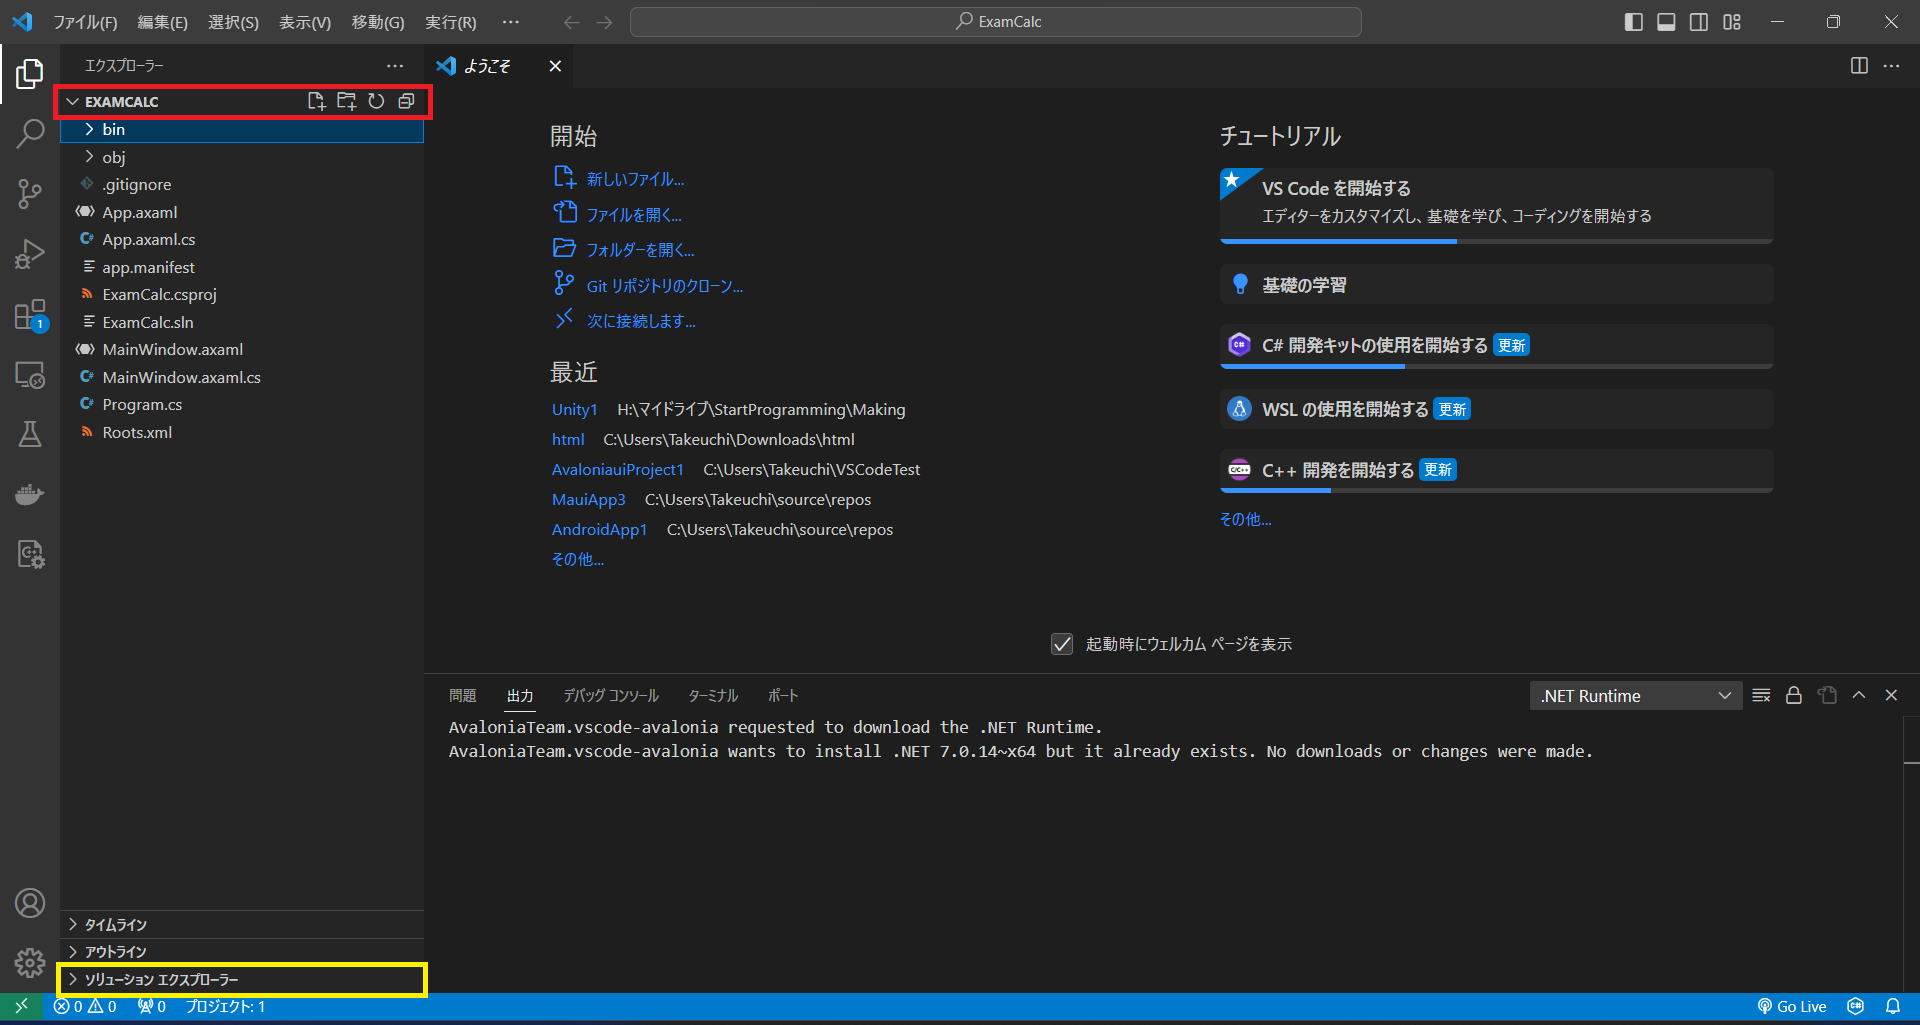 ファイル(F) 編集(E) 選択(S) 表示(V) 移動(G) 実行(R) ··· ExamCalc
エクスプローラー ···
EXAMCALC
bin
obj
.gitignore
App.axaml
App.axaml.cs
app.manifest
ExamCalc.csproj
ExamCalc.sln
MainWindow.axaml
MainWindow.axaml.cs
Program.cs
Roots.xml
タイムライン
アウトライン
ソリューション エクスプローラー
1
ようこそ
開始
新しいファイル...
ファイルを開く...
フォルダーを開く...
Git リポジトリのクローン...
次に接続します...
最近
Unity1 H:\マイドライブ\StartProgramming\Making
html C:\Users\Takeuchi\Downloads\html
AvaloniauiProject1 C:\Users\Takeuchi\VSCodeTest
MauiApp3 C:\Users\Takeuchi\source\repos
AndroidApp1 C:\Users\Takeuchi\source\repos
その他...
チュートリアル
VS Code を開始する
エディターをカスタマイズし、基礎を学び、コーディングを開始する
基礎の学習
C# 開発キットの使用を開始する 更新
WSL の使用を開始する 更新
C/C++ C++ 開発を開始する 更新
その他...
起動時にウェルカム ページを表示
問題 出力 デバッグ コンソール ターミナル ポート .NET Runtime
AvaloniaTeam.vscode-avalonia requested to download the .NET Runtime.
AvaloniaTeam.vscode-avalonia wants to install .NET 7.0.14~x64 but it already exists. No downloads or changes were made.
0 0 0 プロジェクト: 1 Go Live